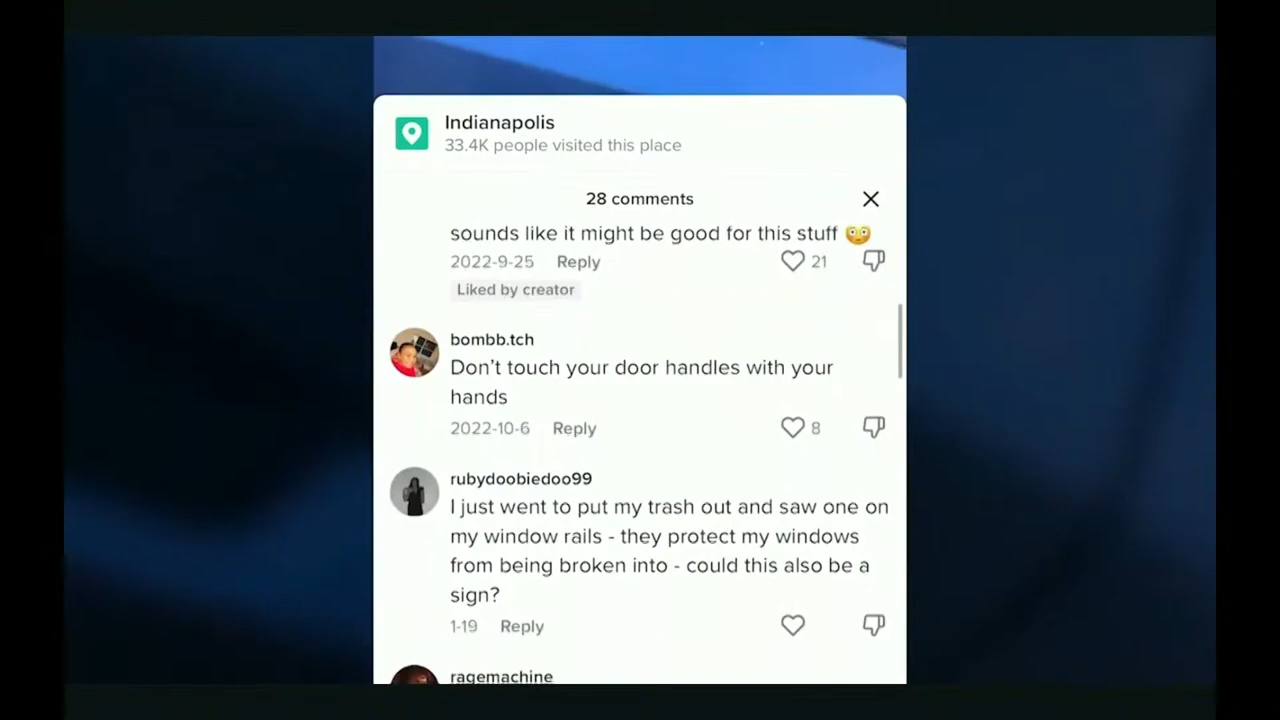 Indianapolis
33.4K people visited this place
28 comments
sounds like it might be good for this stuff 😳
2022-9-25 Reply 21
Liked by creator
bombb.tch
Don't touch your door handles with your
hands
2022-10-6 Reply 8
rubydoobiedoo99
I just went to put my trash out and saw one on
my window rails - they protect my windows
from being broken into - could this also be a
sign?
1-19 Reply
ragemachine